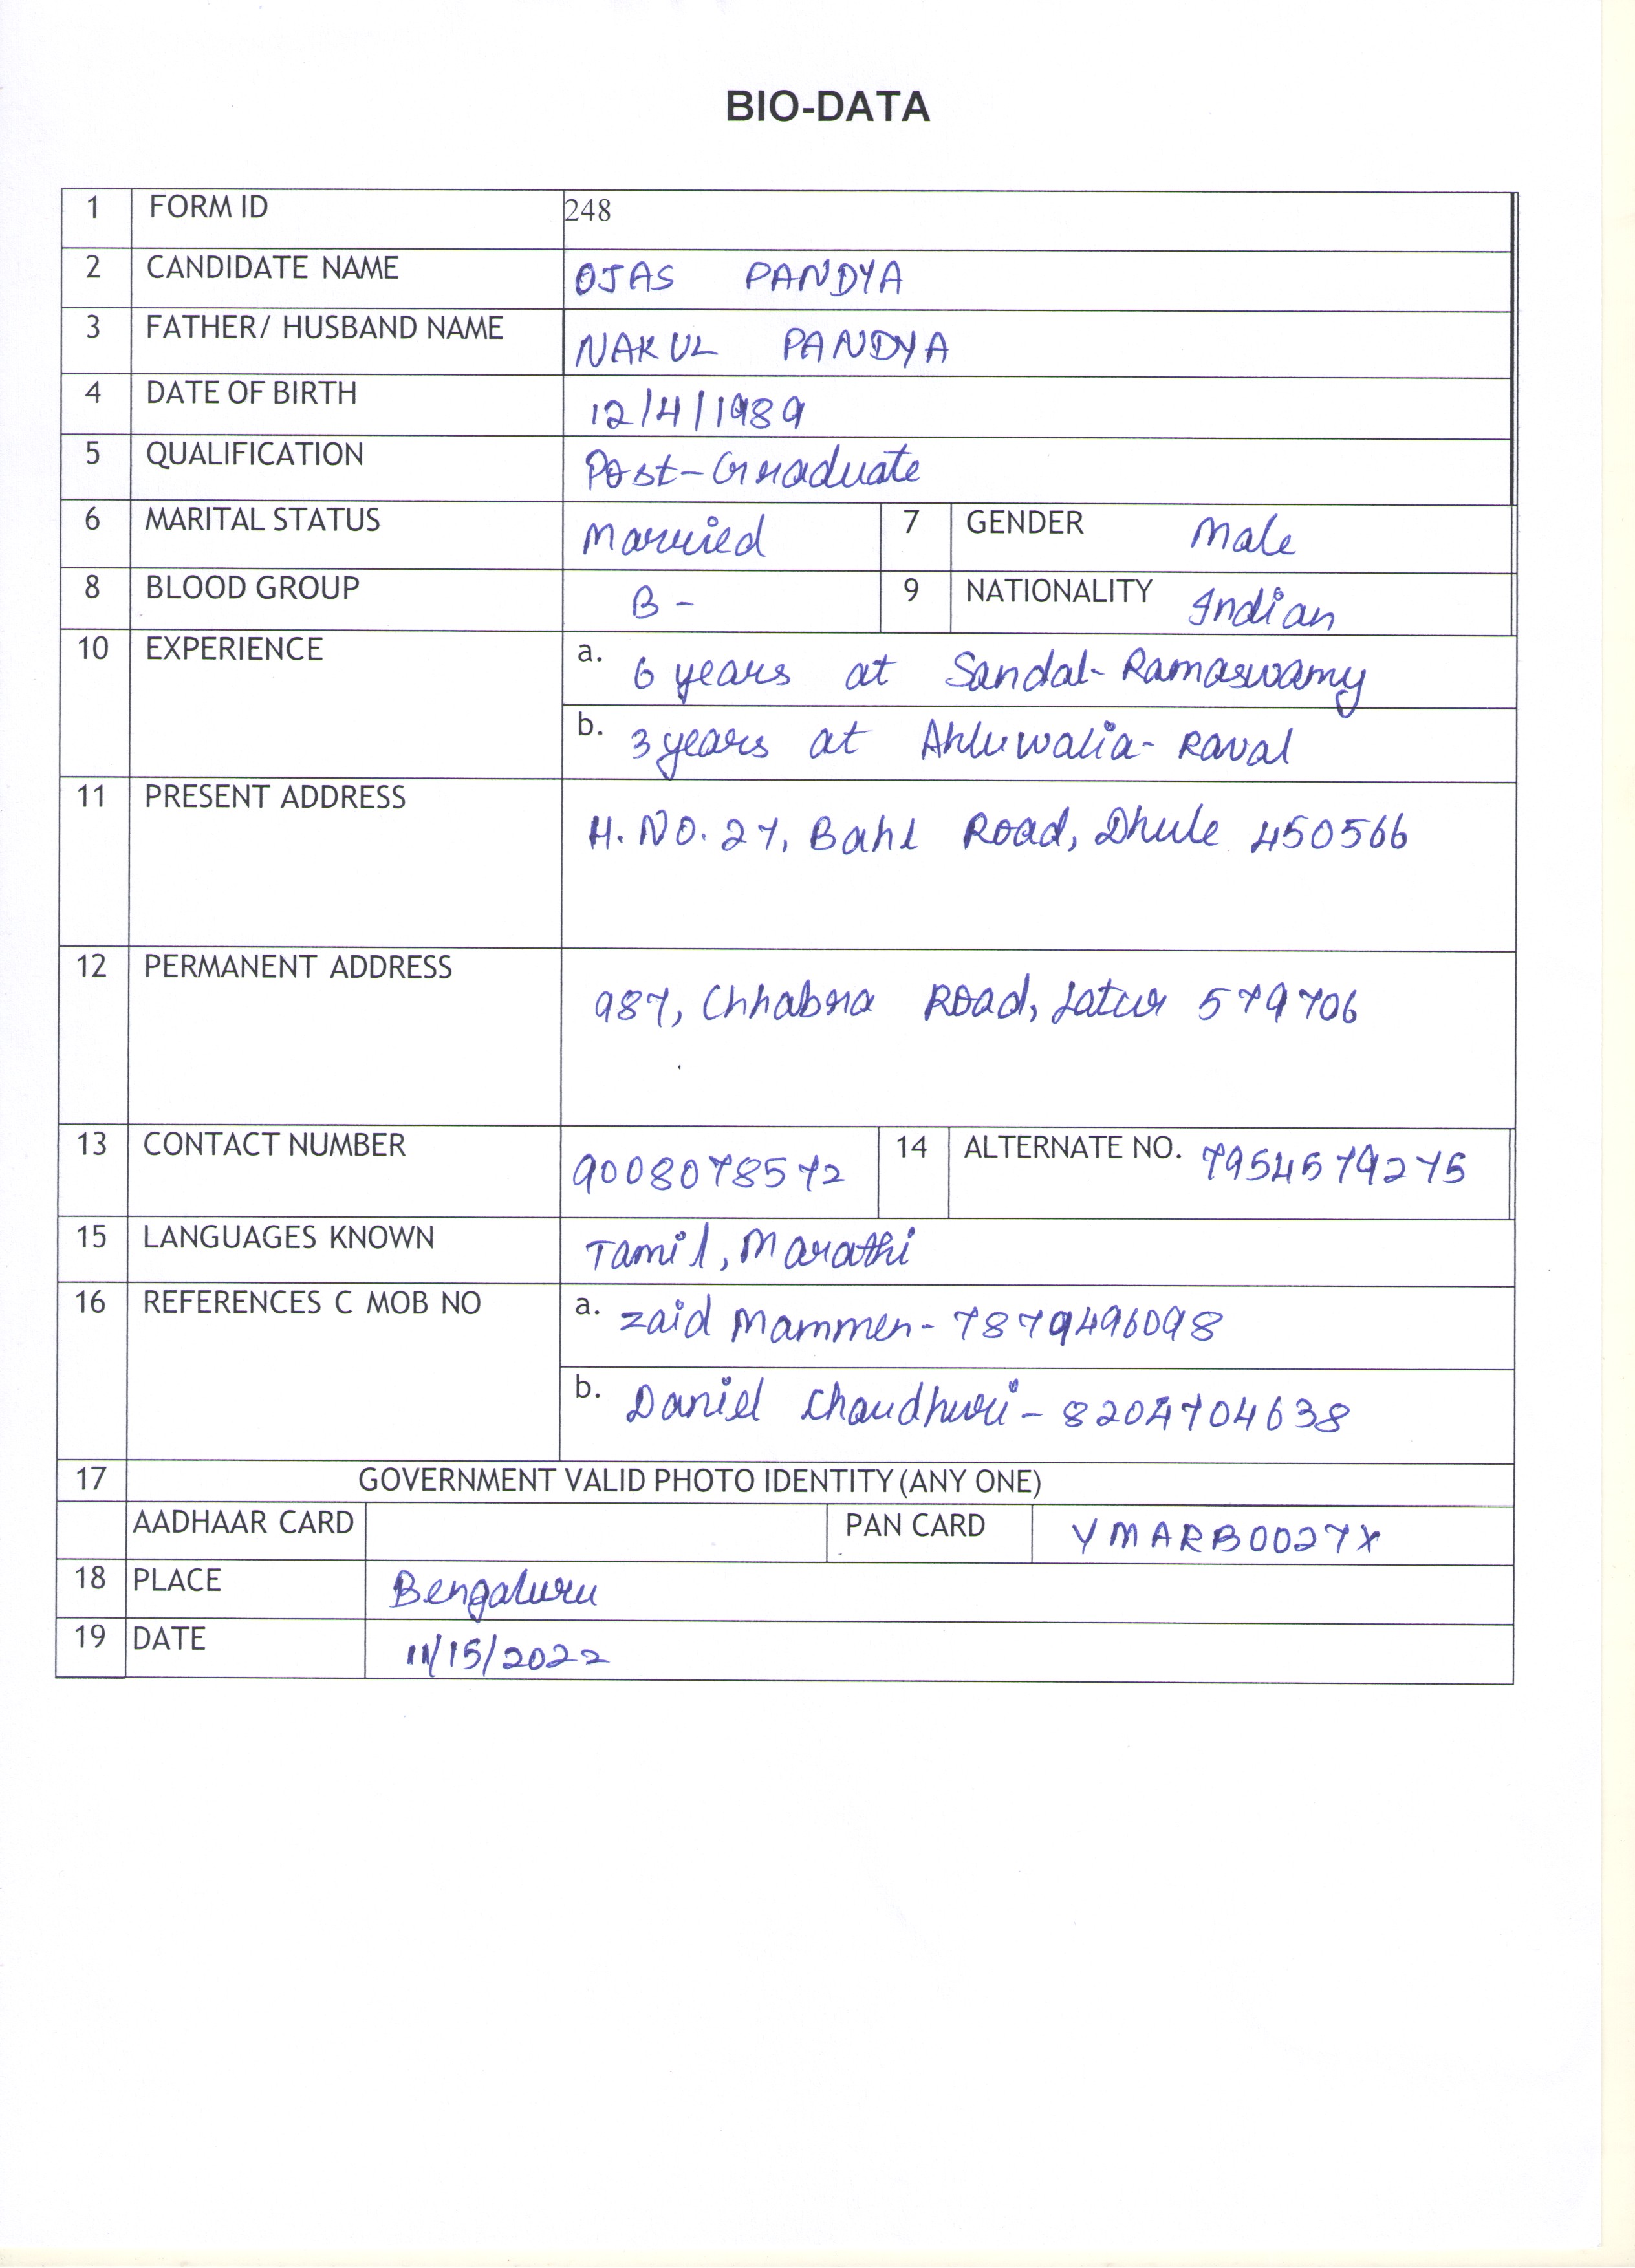 BIO-DATA
1 FORM ID 248
2 CANDIDATE NAME OJAS PANDYA
3 FATHER/ HUSBAND NAME NAKUL PANDYA
4 DATE OF BIRTH 12/4/1989
5 QUALIFICATION Post-Graduate
6 MARITAL STATUS Married 7 GENDER Male
8 BLOOD GROUP B- 9 NATIONALITY Indian
10 EXPERIENCE a. 6 years at Sandal-Ramaswamy
b. 3 years at Ahluwalia-Raval
11 PRESENT ADDRESS H.NO.27, Bahl Road, Dhule 450566
12 PERMANENT ADDRESS 987, Chhabra Road, Latur 579706
13 CONTACT NUMBER 9008078572 14 ALTERNATE NO. 7954579275
15 LANGUAGES KNOWN Tamil, Marathi
16 REFERENCES C MOB NO a. Zaid Mammen- 7879496098
b. Daniel Chaudhuri- 8204704638
17 GOVERNMENT VALID PHOTO IDENTITY (ANY ONE)
AADHAAR CARD PAN CARD YMARB0027X
18 PLACE Bengaluru
19 DATE 11/15/2022